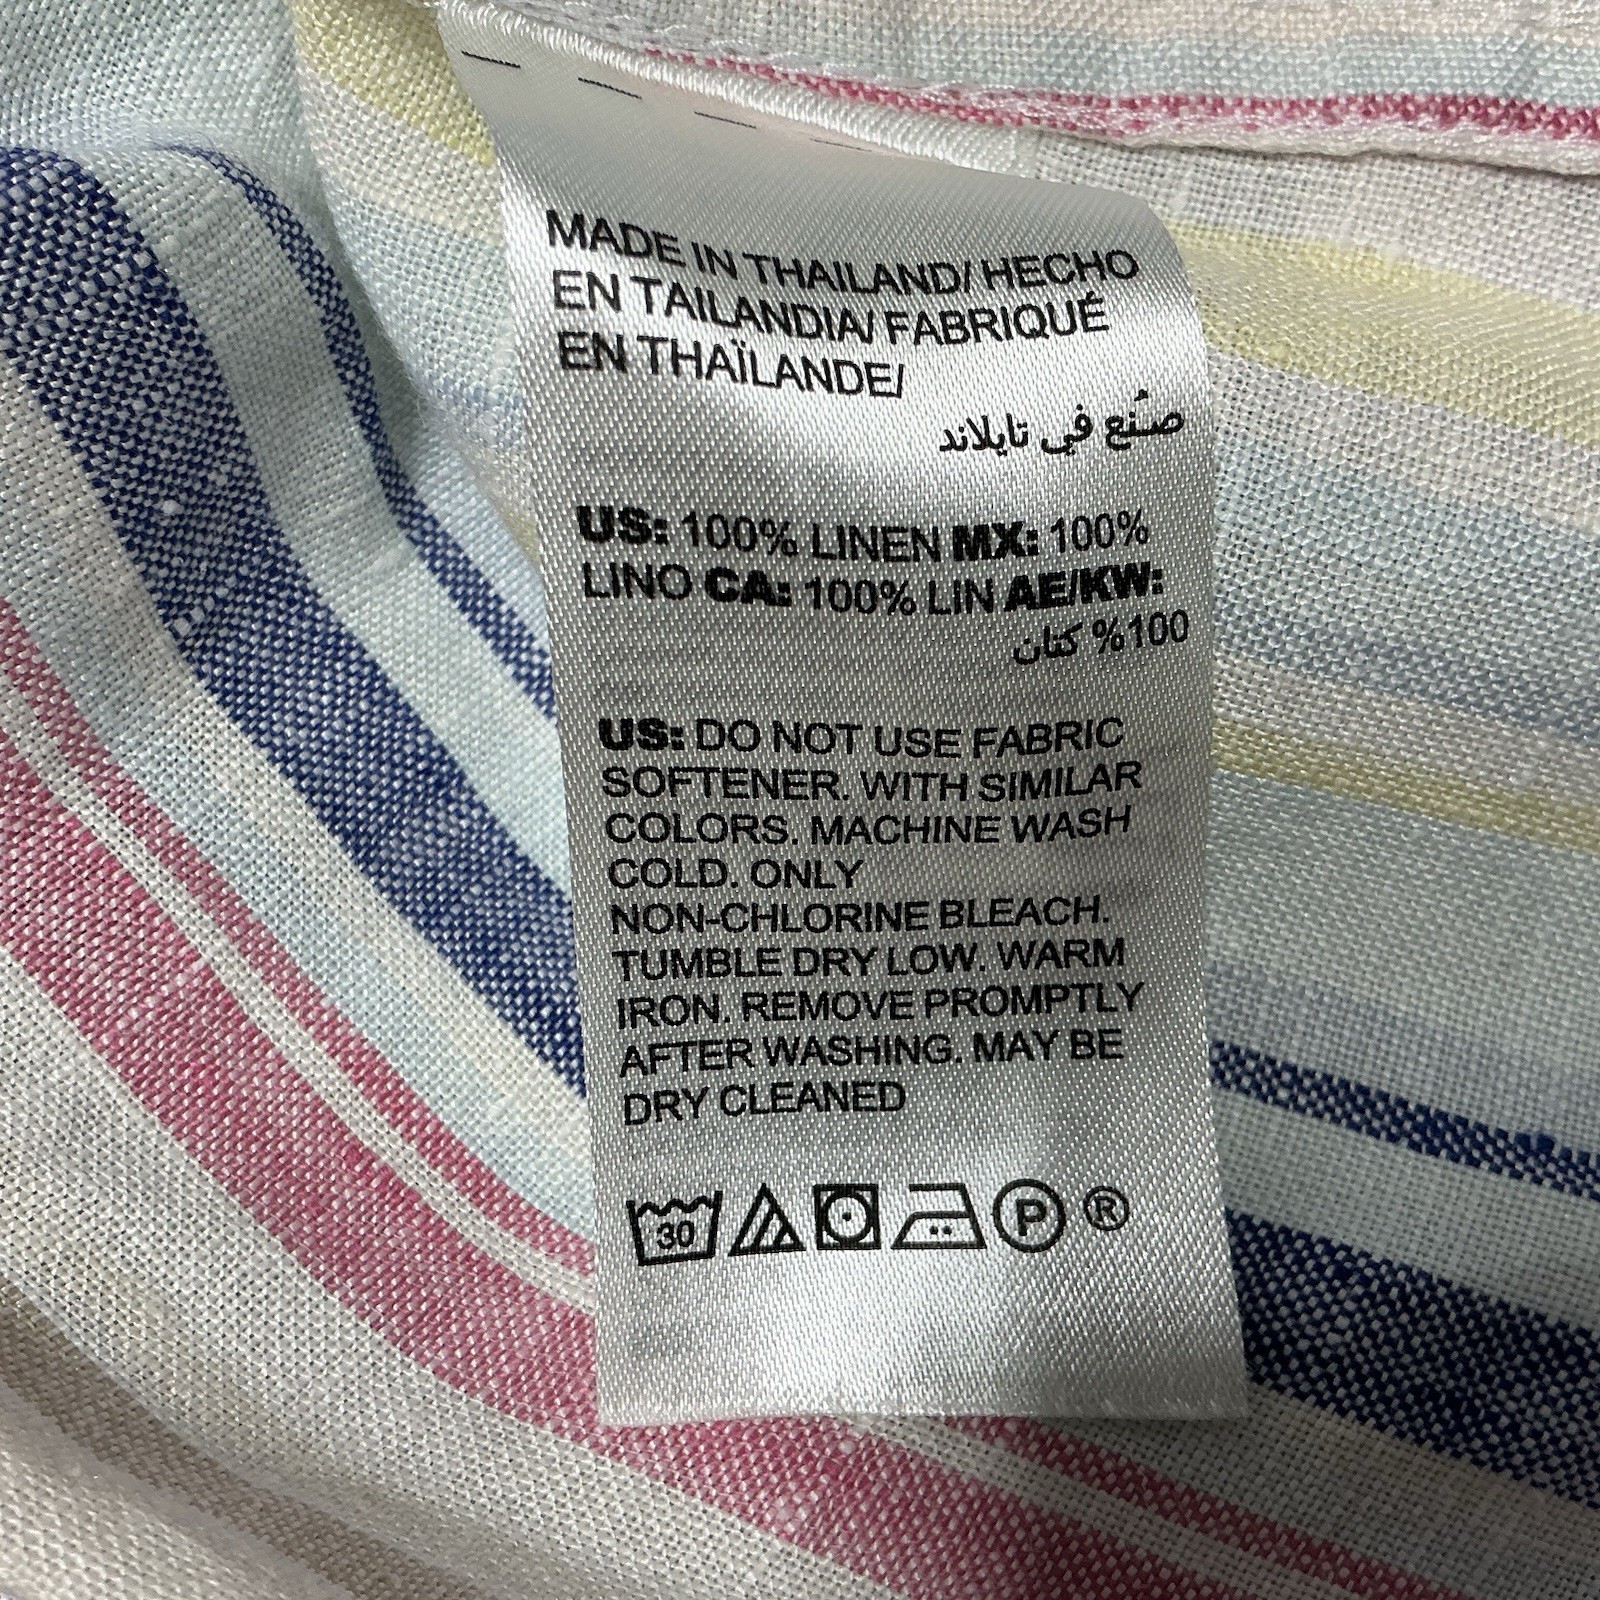 MADE IN THAILAND/ HECHO
EN TAILANDIA/ FABRIQUÉ
EN THAÏLANDE/
صُنع في تايلاند
US: 100% LINEN MX: 100%
LINO CA: 100% LIN AE/KW:
100% كتان
US: DO NOT USE FABRIC
SOFTENER. WITH SIMILAR
COLORS. MACHINE WASH
COLD. ONLY
NON-CHLORINE BLEACH.
TUMBLE DRY LOW. WARM
IRON. REMOVE PROMPTLY
AFTER WASHING. MAY BE
DRY CLEANED
30 P ®